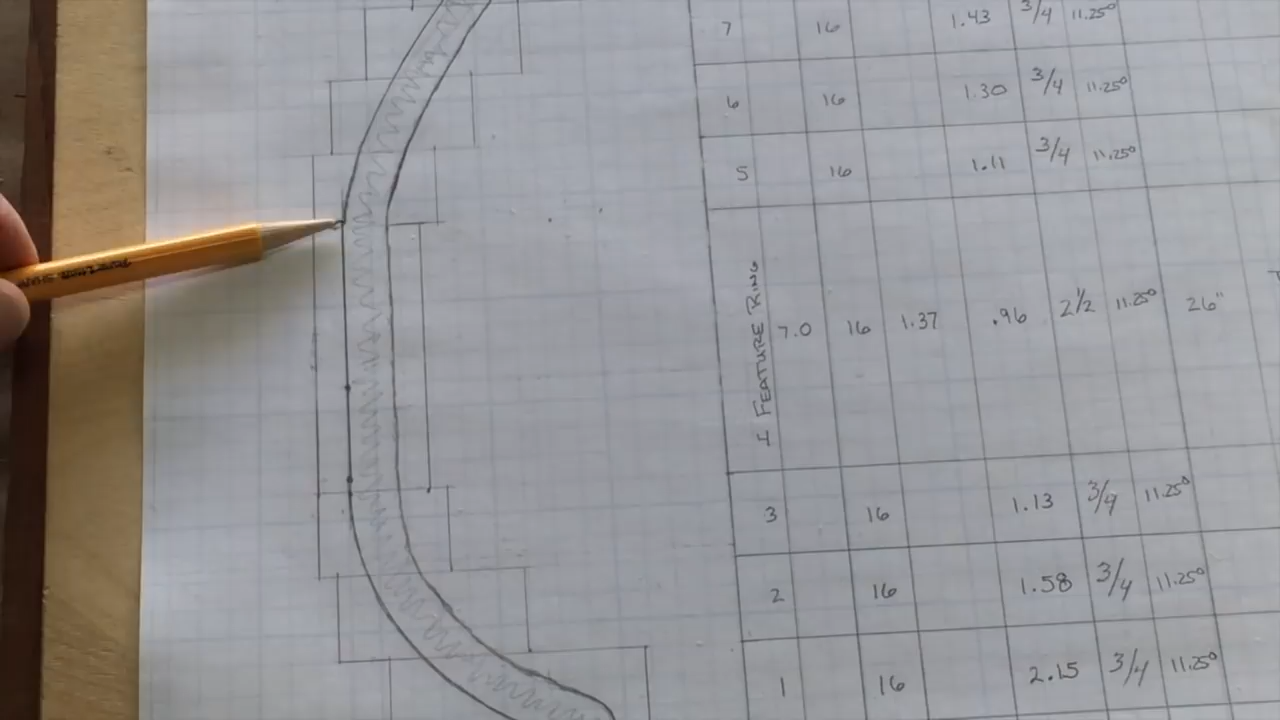 7 16 1.43 3/4 11.25°
6 16 1.30 3/4 11.25°
5 16 1.11 3/4 11.25°
4 FEATURE RING 7.0 16 1.37 .96 2 1/2 11.25° 26"
3 16 1.13 3/4 11.25°
2 16 1.58 3/4 11.25°
1 16 2.15 3/4 11.25°